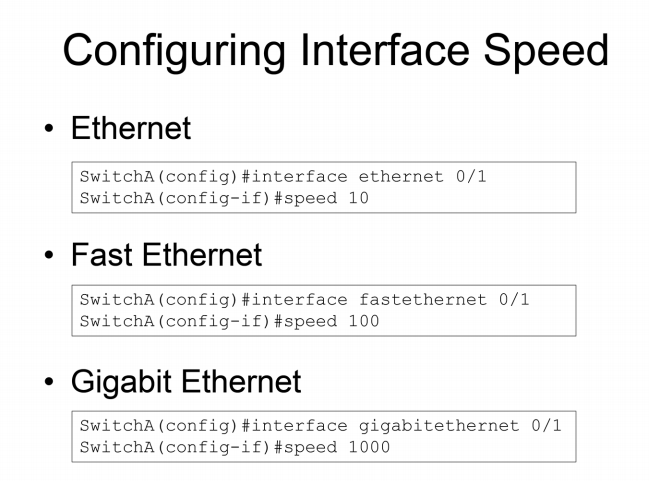 Configuring Interface Speed
• Ethernet
SwitchA(config)#interface ethernet 0/1
SwitchA(config-if)#speed 10
• Fast Ethernet
SwitchA(config)#interface fastethernet 0/1
SwitchA(config-if)#speed 100
• Gigabit Ethernet
SwitchA(config)#interface gigabitethernet 0/1
SwitchA(config-if)#speed 1000